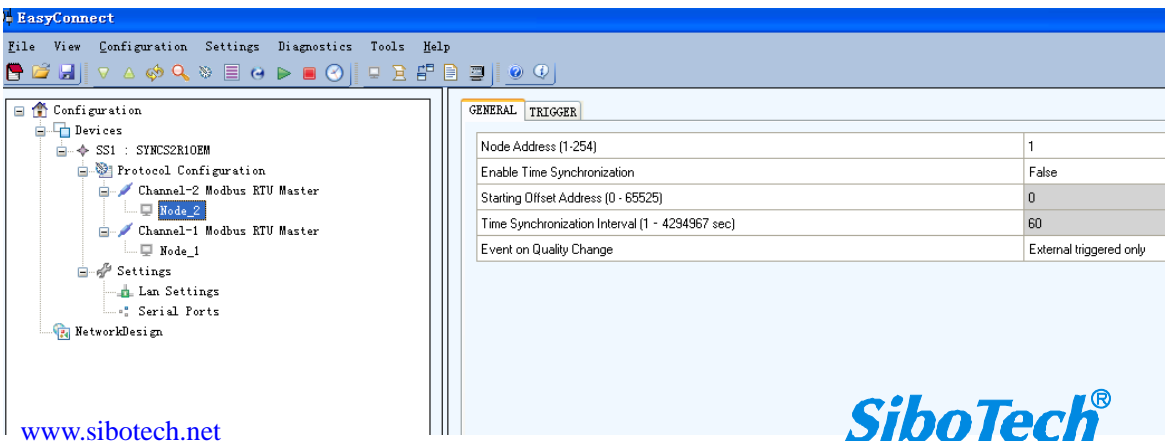 EasyConnect
File View Configuration Settings Diagnostics Tools Help
Configuration
Devices
SS1 : SYNCS2R10EM
Protocol Configuration
Channel-2 Modbus RTU Master
Node_2
Channel-1 Modbus RTU Master
Node_1
Settings
Lan Settings
Serial Ports
NetworkDesign
GENERAL TRIGGER
Node Address (1-254) 1
Enable Time Synchronization False
Starting Offset Address (0 - 65525) 0
Time Synchronization Interval (1 - 4294967 sec) 60
Event on Quality Change External triggered only
www.sibotech.net
SiboTech®